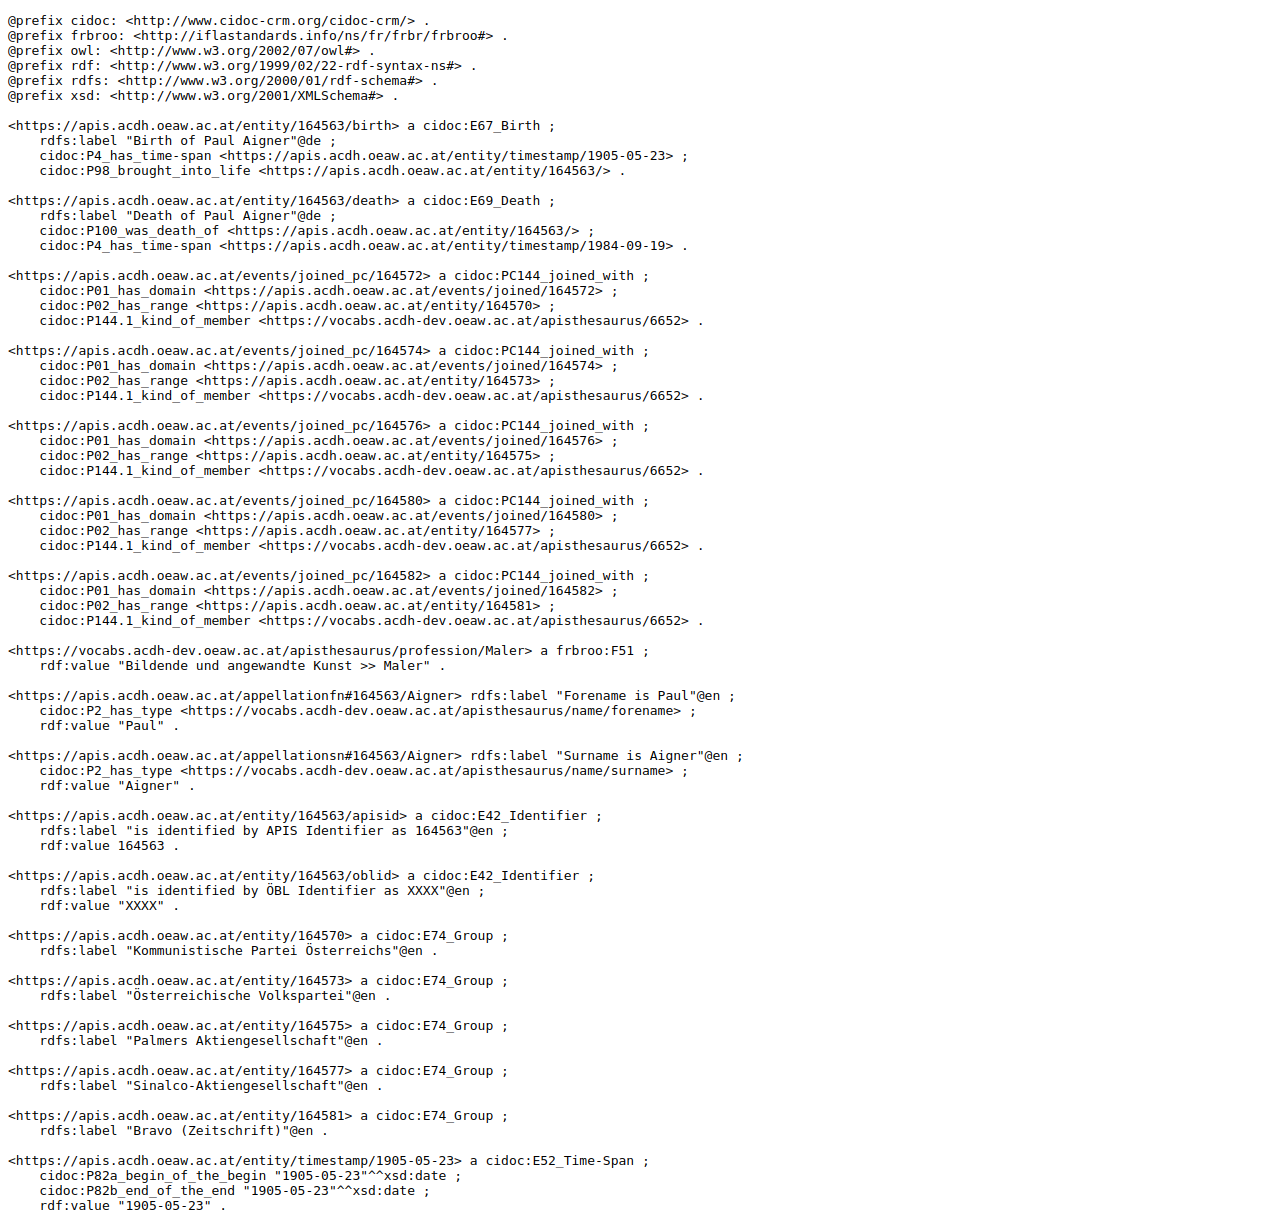 @prefix cidoc: <http://www.cidoc-crm.org/cidoc-crm/> .
@prefix frbroo: <http://iflastandards.info/ns/fr/frbr/frbroo#> .
@prefix owl: <http://www.w3.org/2002/07/owl#> .
@prefix rdf: <http://www.w3.org/1999/02/22-rdf-syntax-ns#> .
@prefix rdfs: <http://www.w3.org/2000/01/rdf-schema#> .
@prefix xsd: <http://www.w3.org/2001/XMLSchema#> .

<https://apis.acdh.oeaw.ac.at/entity/164563/birth> a cidoc:E67_Birth ;
    rdfs:label "Birth of Paul Aigner"@de ;
    cidoc:P4_has_time-span <https://apis.acdh.oeaw.ac.at/entity/timestamp/1905-05-23> ;
    cidoc:P98_brought_into_life <https://apis.acdh.oeaw.ac.at/entity/164563/> .

<https://apis.acdh.oeaw.ac.at/entity/164563/death> a cidoc:E69_Death ;
    rdfs:label "Death of Paul Aigner"@de ;
    cidoc:P100_was_death_of <https://apis.acdh.oeaw.ac.at/entity/164563/> ;
    cidoc:P4_has_time-span <https://apis.acdh.oeaw.ac.at/entity/timestamp/1984-09-19> .

<https://apis.acdh.oeaw.ac.at/events/joined_pc/164572> a cidoc:PC144_joined_with ;
    cidoc:P01_has_domain <https://apis.acdh.oeaw.ac.at/events/joined/164572> ;
    cidoc:P02_has_range <https://apis.acdh.oeaw.ac.at/entity/164570> ;
    cidoc:P144.1_kind_of_member <https://vocabs.acdh-dev.oeaw.ac.at/apisthesaurus/6652> .

<https://apis.acdh.oeaw.ac.at/events/joined_pc/164574> a cidoc:PC144_joined_with ;
    cidoc:P01_has_domain <https://apis.acdh.oeaw.ac.at/events/joined/164574> ;
    cidoc:P02_has_range <https://apis.acdh.oeaw.ac.at/entity/164573> ;
    cidoc:P144.1_kind_of_member <https://vocabs.acdh-dev.oeaw.ac.at/apisthesaurus/6652> .

<https://apis.acdh.oeaw.ac.at/events/joined_pc/164576> a cidoc:PC144_joined_with ;
    cidoc:P01_has_domain <https://apis.acdh.oeaw.ac.at/events/joined/164576> ;
    cidoc:P02_has_range <https://apis.acdh.oeaw.ac.at/entity/164575> ;
    cidoc:P144.1_kind_of_member <https://vocabs.acdh-dev.oeaw.ac.at/apisthesaurus/6652> .

<https://apis.acdh.oeaw.ac.at/events/joined_pc/164580> a cidoc:PC144_joined_with ;
    cidoc:P01_has_domain <https://apis.acdh.oeaw.ac.at/events/joined/164580> ;
    cidoc:P02_has_range <https://apis.acdh.oeaw.ac.at/entity/164577> ;
    cidoc:P144.1_kind_of_member <https://vocabs.acdh-dev.oeaw.ac.at/apisthesaurus/6652> .

<https://apis.acdh.oeaw.ac.at/events/joined_pc/164582> a cidoc:PC144_joined_with ;
    cidoc:P01_has_domain <https://apis.acdh.oeaw.ac.at/events/joined/164582> ;
    cidoc:P02_has_range <https://apis.acdh.oeaw.ac.at/entity/164581> ;
    cidoc:P144.1_kind_of_member <https://vocabs.acdh-dev.oeaw.ac.at/apisthesaurus/6652> .

<https://vocabs.acdh-dev.oeaw.ac.at/apisthesaurus/profession/Maler> a frbroo:F51 ;
    rdf:value "Bildende und angewandte Kunst >> Maler" .

<https://apis.acdh.oeaw.ac.at/appellationfn#164563/Aigner> rdfs:label "Forename is Paul"@en ;
    cidoc:P2_has_type <https://vocabs.acdh-dev.oeaw.ac.at/apisthesaurus/name/forename> ;
    rdf:value "Paul" .

<https://apis.acdh.oeaw.ac.at/appellationsn#164563/Aigner> rdfs:label "Surname is Aigner"@en ;
    cidoc:P2_has_type <https://vocabs.acdh-dev.oeaw.ac.at/apisthesaurus/name/surname> ;
    rdf:value "Aigner" .

<https://apis.acdh.oeaw.ac.at/entity/164563/apisid> a cidoc:E42_Identifier ;
    rdfs:label "is identified by APIS Identifier as 164563"@en ;
    rdf:value 164563 .

<https://apis.acdh.oeaw.ac.at/entity/164563/oblid> a cidoc:E42_Identifier ;
    rdfs:label "is identified by ÖBL Identifier as XXXX"@en ;
    rdf:value "XXXX" .

<https://apis.acdh.oeaw.ac.at/entity/164570> a cidoc:E74_Group ;
    rdfs:label "Kommunistische Partei Österreichs"@en .

<https://apis.acdh.oeaw.ac.at/entity/164573> a cidoc:E74_Group ;
    rdfs:label "Österreichische Volkspartei"@en .

<https://apis.acdh.oeaw.ac.at/entity/164575> a cidoc:E74_Group ;
    rdfs:label "Palmers Aktiengesellschaft"@en .

<https://apis.acdh.oeaw.ac.at/entity/164577> a cidoc:E74_Group ;
    rdfs:label "Sinalco-Aktiengesellschaft"@en .

<https://apis.acdh.oeaw.ac.at/entity/164581> a cidoc:E74_Group ;
    rdfs:label "Bravo (Zeitschrift)"@en .

<https://apis.acdh.oeaw.ac.at/entity/timestamp/1905-05-23> a cidoc:E52_Time-Span ;
    cidoc:P82a_begin_of_the_begin "1905-05-23"^^xsd:date ;
    cidoc:P82b_end_of_the_end "1905-05-23"^^xsd:date ;
    rdf:value "1905-05-23" .